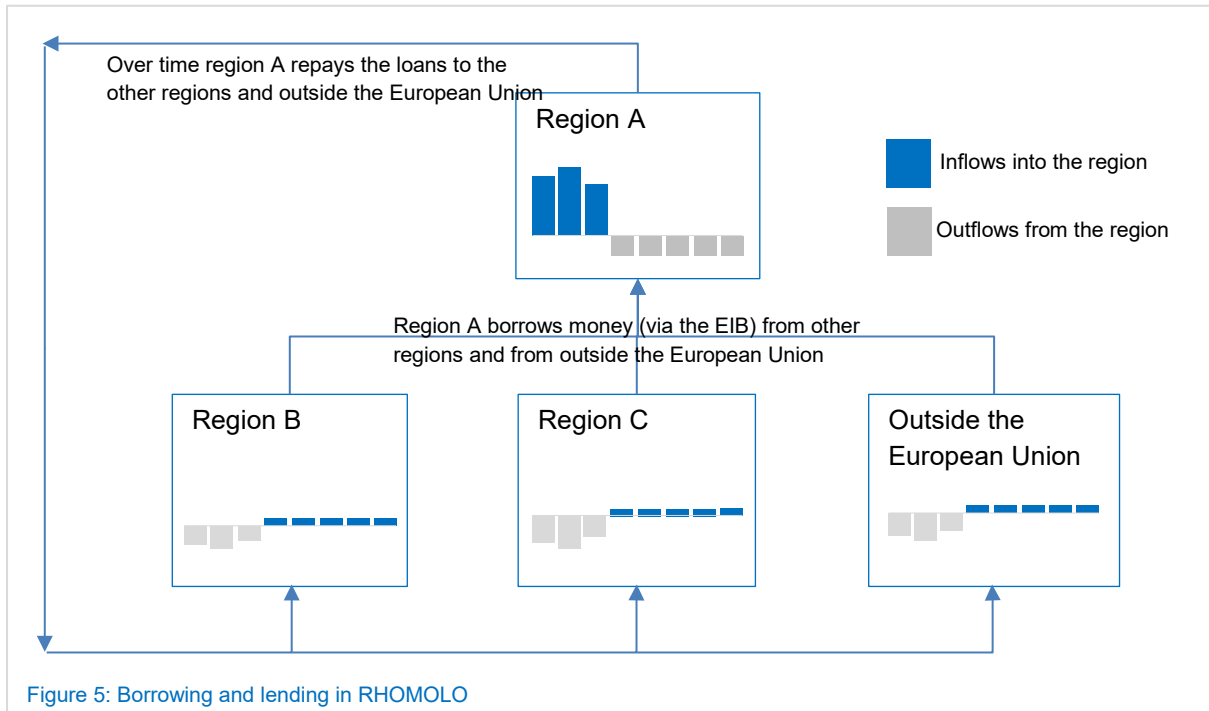 Over time region A repays the loans to the
other regions and outside the European Union
Region A
Inflows into the region
Outflows from the region
Region A borrows money (via the EIB) from other
regions and from outside the European Union
Region B
Region C
Outside the
European Union
Figure 5: Borrowing and lending in RHOMOLO